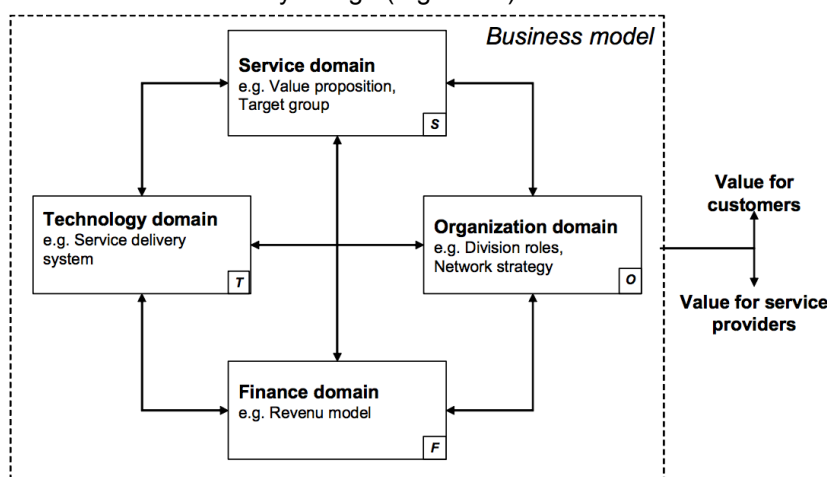 Business model
Service domain
e.g. Value proposition,
Target group
S
Technology domain
e.g. Service delivery
system
T
Organization domain
e.g. Division roles,
Network strategy
O
Finance domain
e.g. Revenu model
F
Value for
customers
Value for service
providers